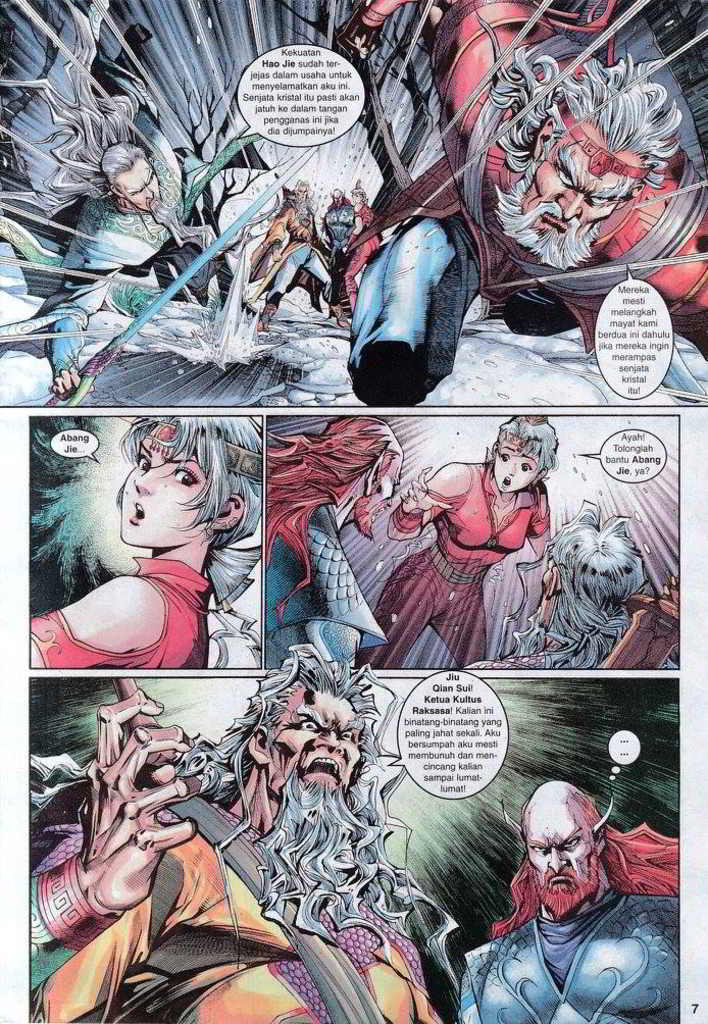 Kekuatan
Hao Jie sudah ter-
jejas dalam usaha untuk
menyelamatkan aku ini.
Senjata kristal itu pasti akan
jatuh ke dalam tangan
pengganas ini jika
dia dijumpainya!
Mereka
mesti
melangkah
mayat kami
berdua ini dahulu
jika mereka ingin
merampas
senjata
kristal
itu!
Abang
Jie...
Ayah!
Tolonglah
bantu Abang
Jie, ya?
Jiu
Qian Sui!
Ketua Kultus
Raksasa! Kalian ini
binatang-binatang yang
paling jahat sekali. Aku
bersumpah aku mesti
membunuh dan men-
cincang kalian
sampai lumat-
lumat!
...
...
7